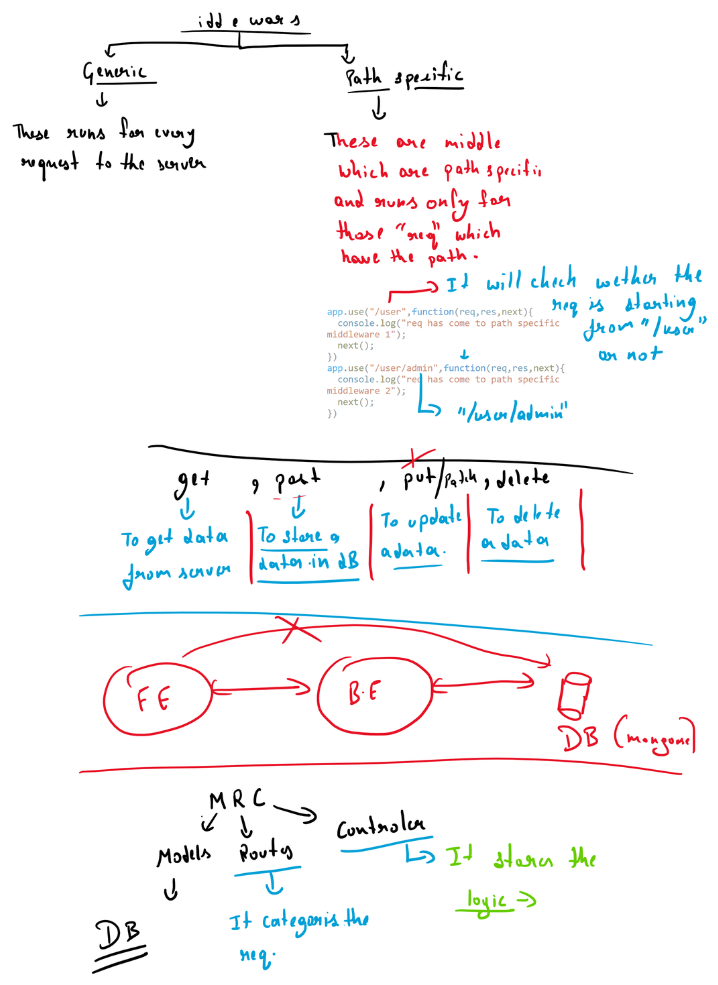 idd e wars
Generic
Path specific
These runs for every
request to the server
These are middle
which are path specific
and runs only for
those "req" which
have the path.
It will check wether the
req is starting
from "/user"
or not
app.use("/user",function(req,res,next){
console.log("req has come to path specific
middleware 1");
next();
})
app.use("/user/admin",function(req,res,next){
console.log("req has come to path specific
middleware 2");
next();
})
"/user/admin"
get , post , put/Patch , delete
To get data
from server
To store a
data in dB
To update
a data.
To delete
a data
FE
B.E
DB (mongoose)
MRC
Models
Routes
Controler
DB
It categoris the
req.
It stores the
logic